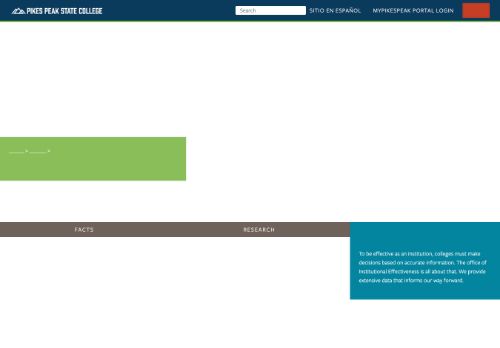 PIKES PEAK STATE COLLEGE
Search
SITIO EN ESPAÑOL
MYPIKESPEAK PORTAL LOGIN
> >
FACTS
RESEARCH
To be effective as an institution, colleges must make
decisions based on accurate information. The office of
Institutional Effectiveness is all about that. We provide
extensive data that informs our way forward.